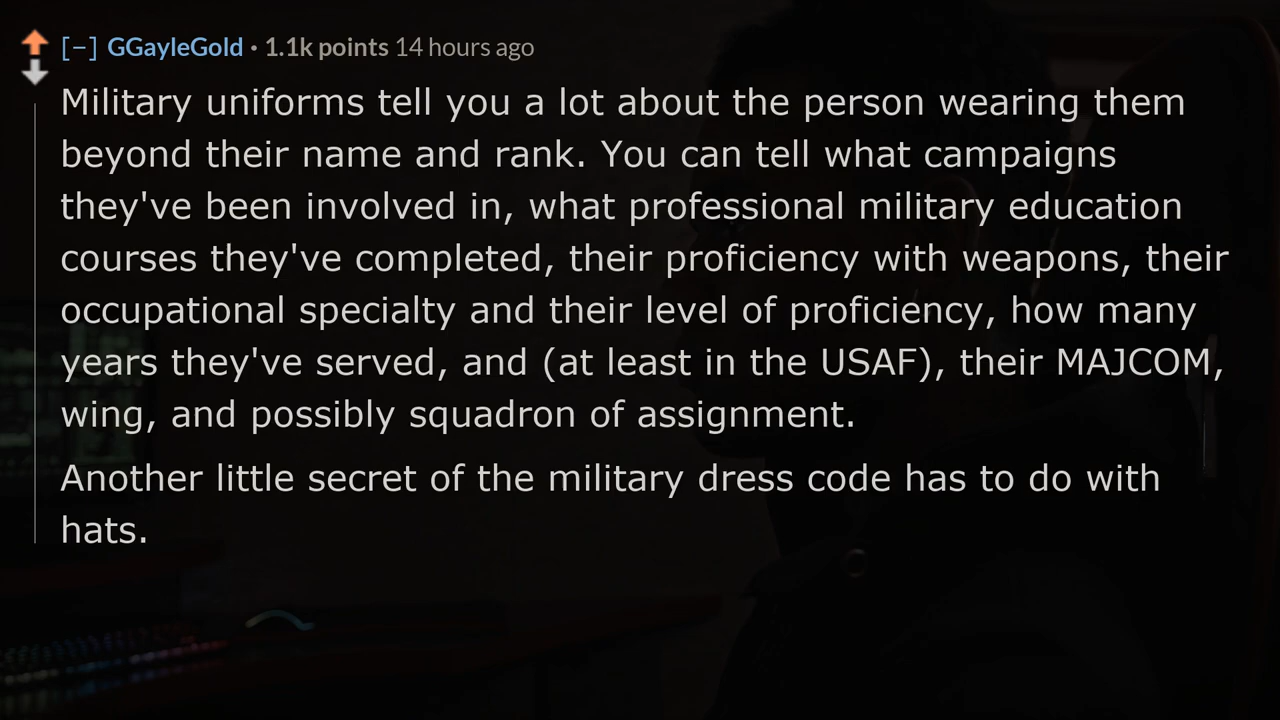 [–] GGayleGold · 1.1k points 14 hours ago
Military uniforms tell you a lot about the person wearing them
beyond their name and rank. You can tell what campaigns
they've been involved in, what professional military education
courses they've completed, their proficiency with weapons, their
occupational specialty and their level of proficiency, how many
years they've served, and (at least in the USAF), their MAJCOM,
wing, and possibly squadron of assignment.
Another little secret of the military dress code has to do with
hats.